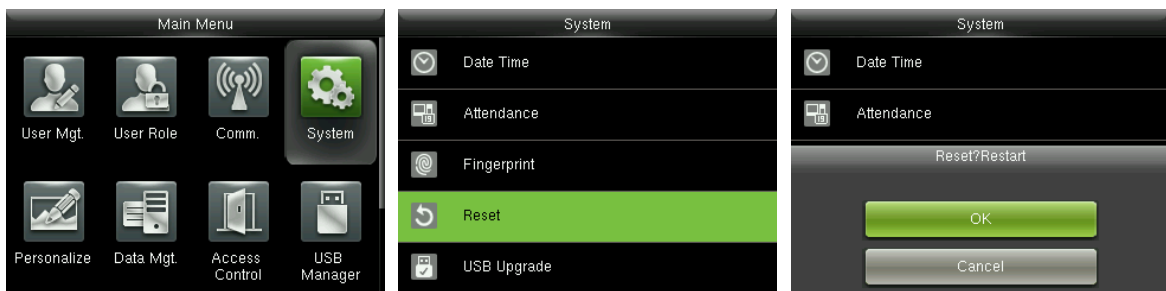 Main Menu
User Mgt.
User Role
Comm.
System
Personalize
Data Mgt.
Access
Control
USB
Manager
System
Date Time
Attendance
Fingerprint
Reset
USB Upgrade
System
Date Time
Attendance
Reset?Restart
OK
Cancel